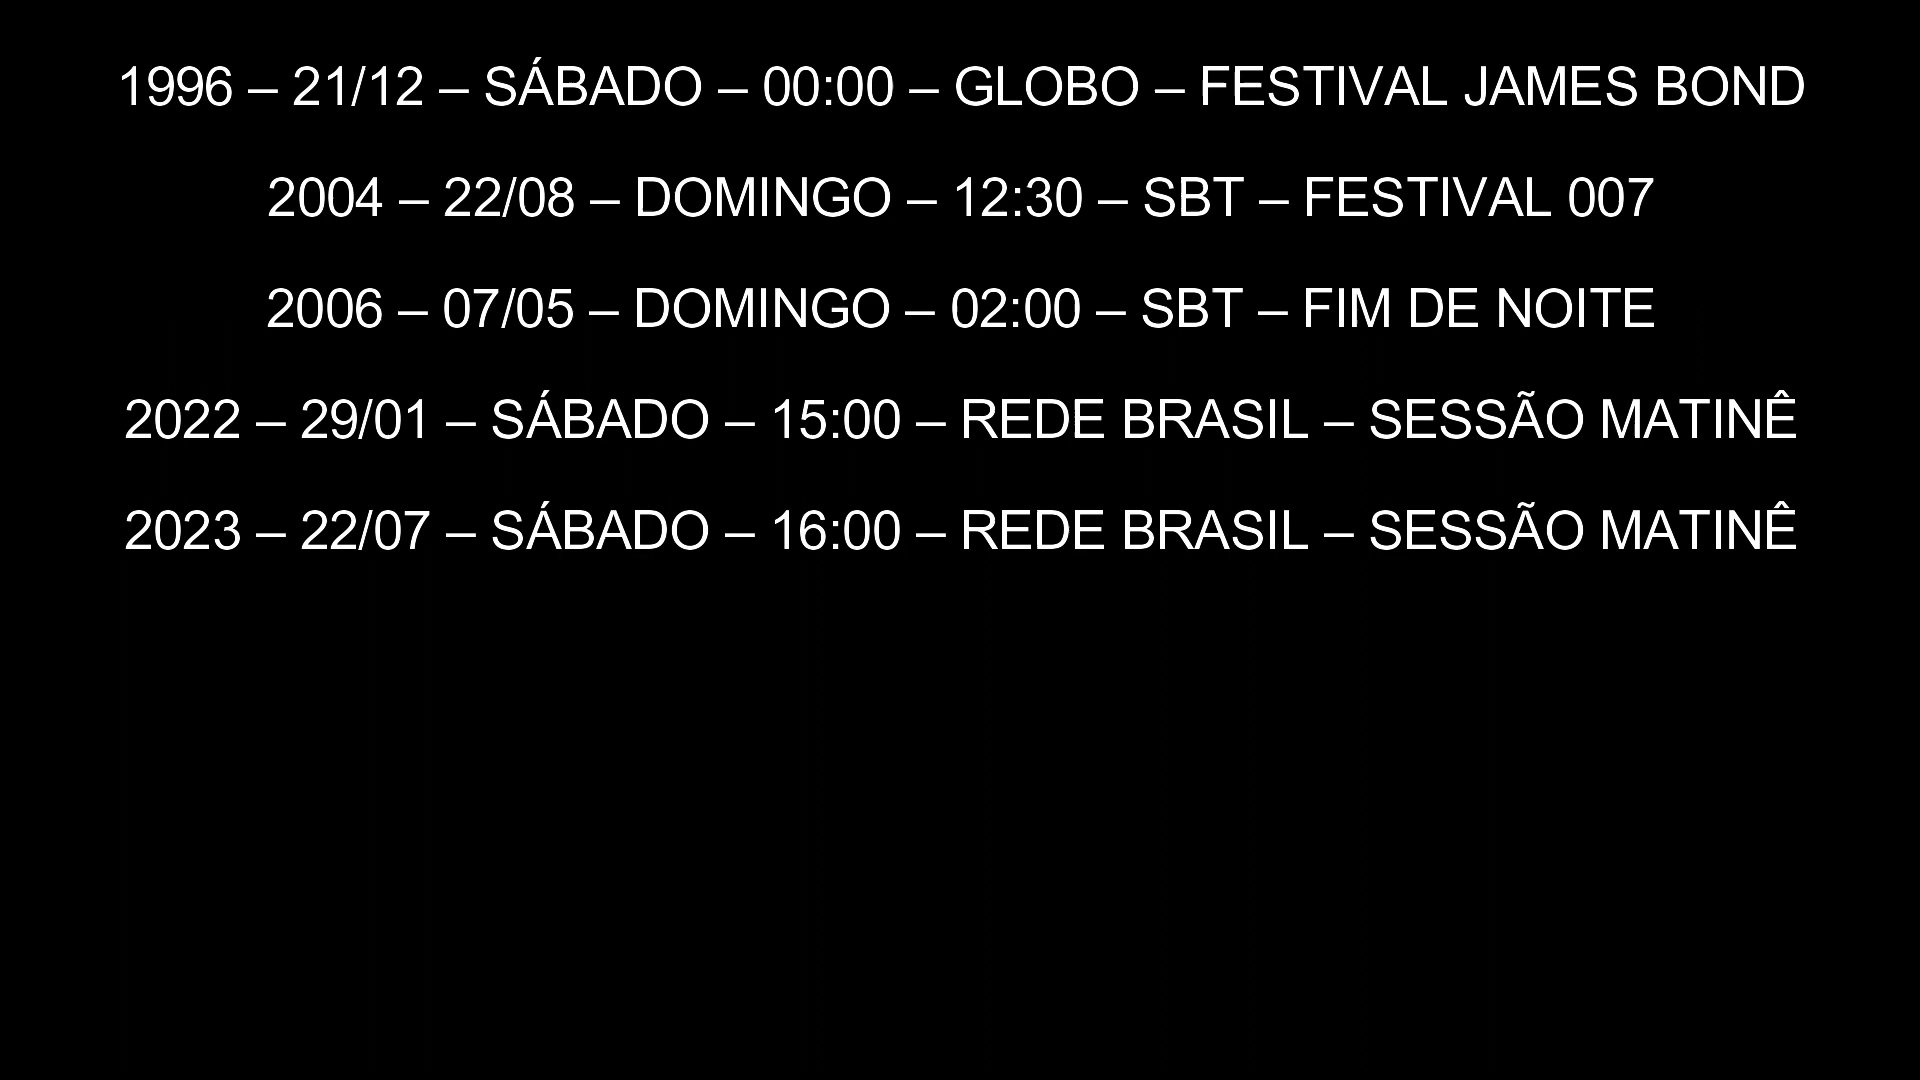 1996 – 21/12 – SÁBADO – 00:00 – GLOBO – FESTIVAL JAMES BOND
2004 – 22/08 – DOMINGO – 12:30 – SBT – FESTIVAL 007
2006 – 07/05 – DOMINGO – 02:00 – SBT – FIM DE NOITE
2022 – 29/01 – SÁBADO – 15:00 – REDE BRASIL – SESSÃO MATINÊ
2023 – 22/07 – SÁBADO – 16:00 – REDE BRASIL – SESSÃO MATINÊ